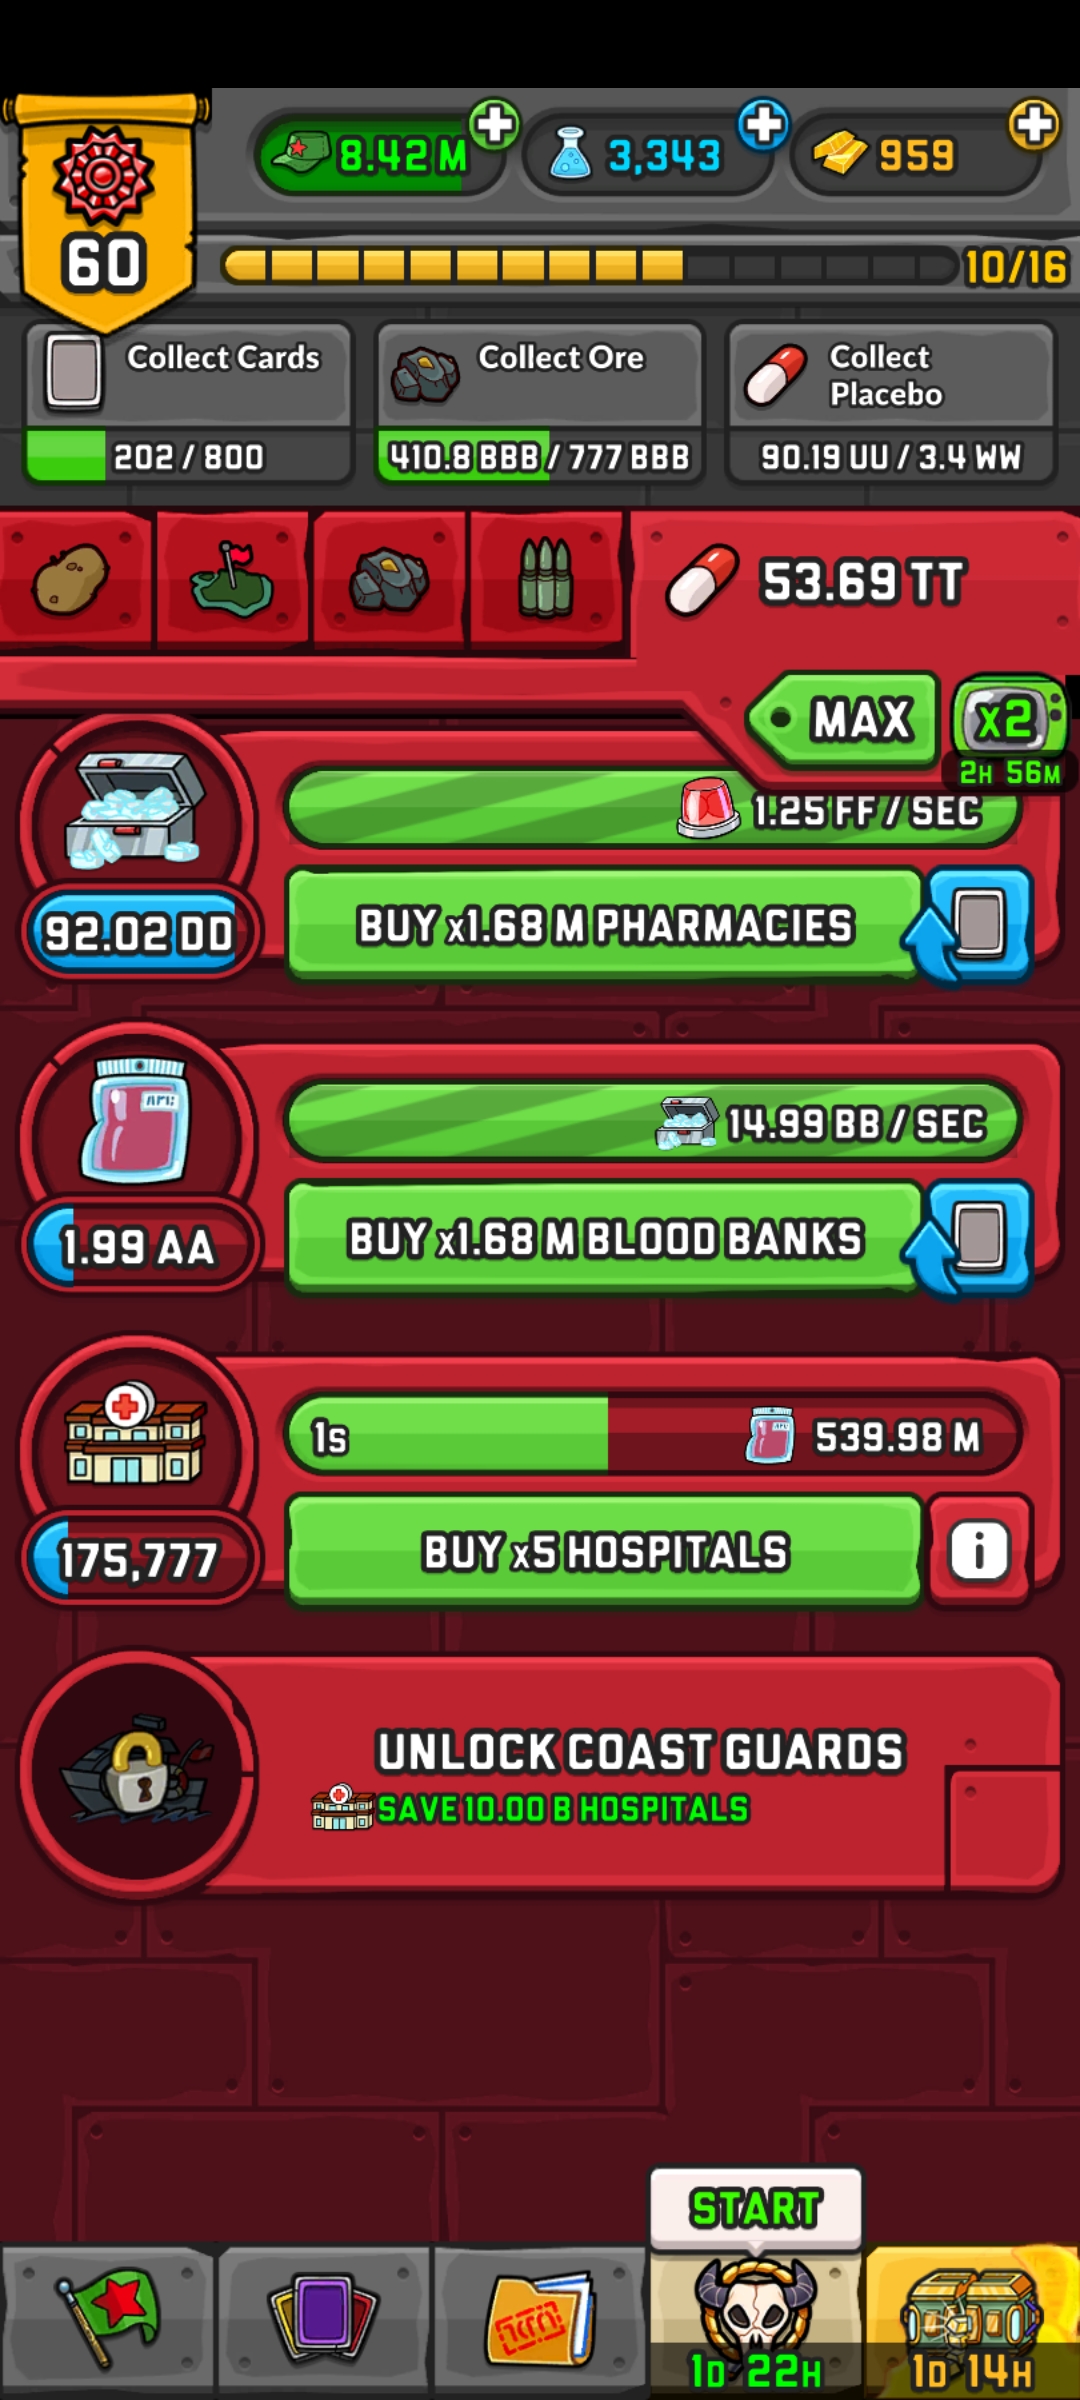 60
8.42 M
3,343
959
10/16
Collect Cards
202 / 800
Collect Ore
410.8 BBB / 777 BBB
Collect
Placebo
90.19 UU / 3.4 WW
53.69 TT
MAX
x2
2H 56M
1.25 FF / SEC
92.02 DD
BUY x1.68 M PHARMACIES
14.99 BB / SEC
1.99 AA
BUY x1.68 M BLOOD BANKS
1s
539.98 M
175,777
BUY x5 HOSPITALS
i
UNLOCK COAST GUARDS
SAVE 10.00 B HOSPITALS
START
1D 22H
1D 14H